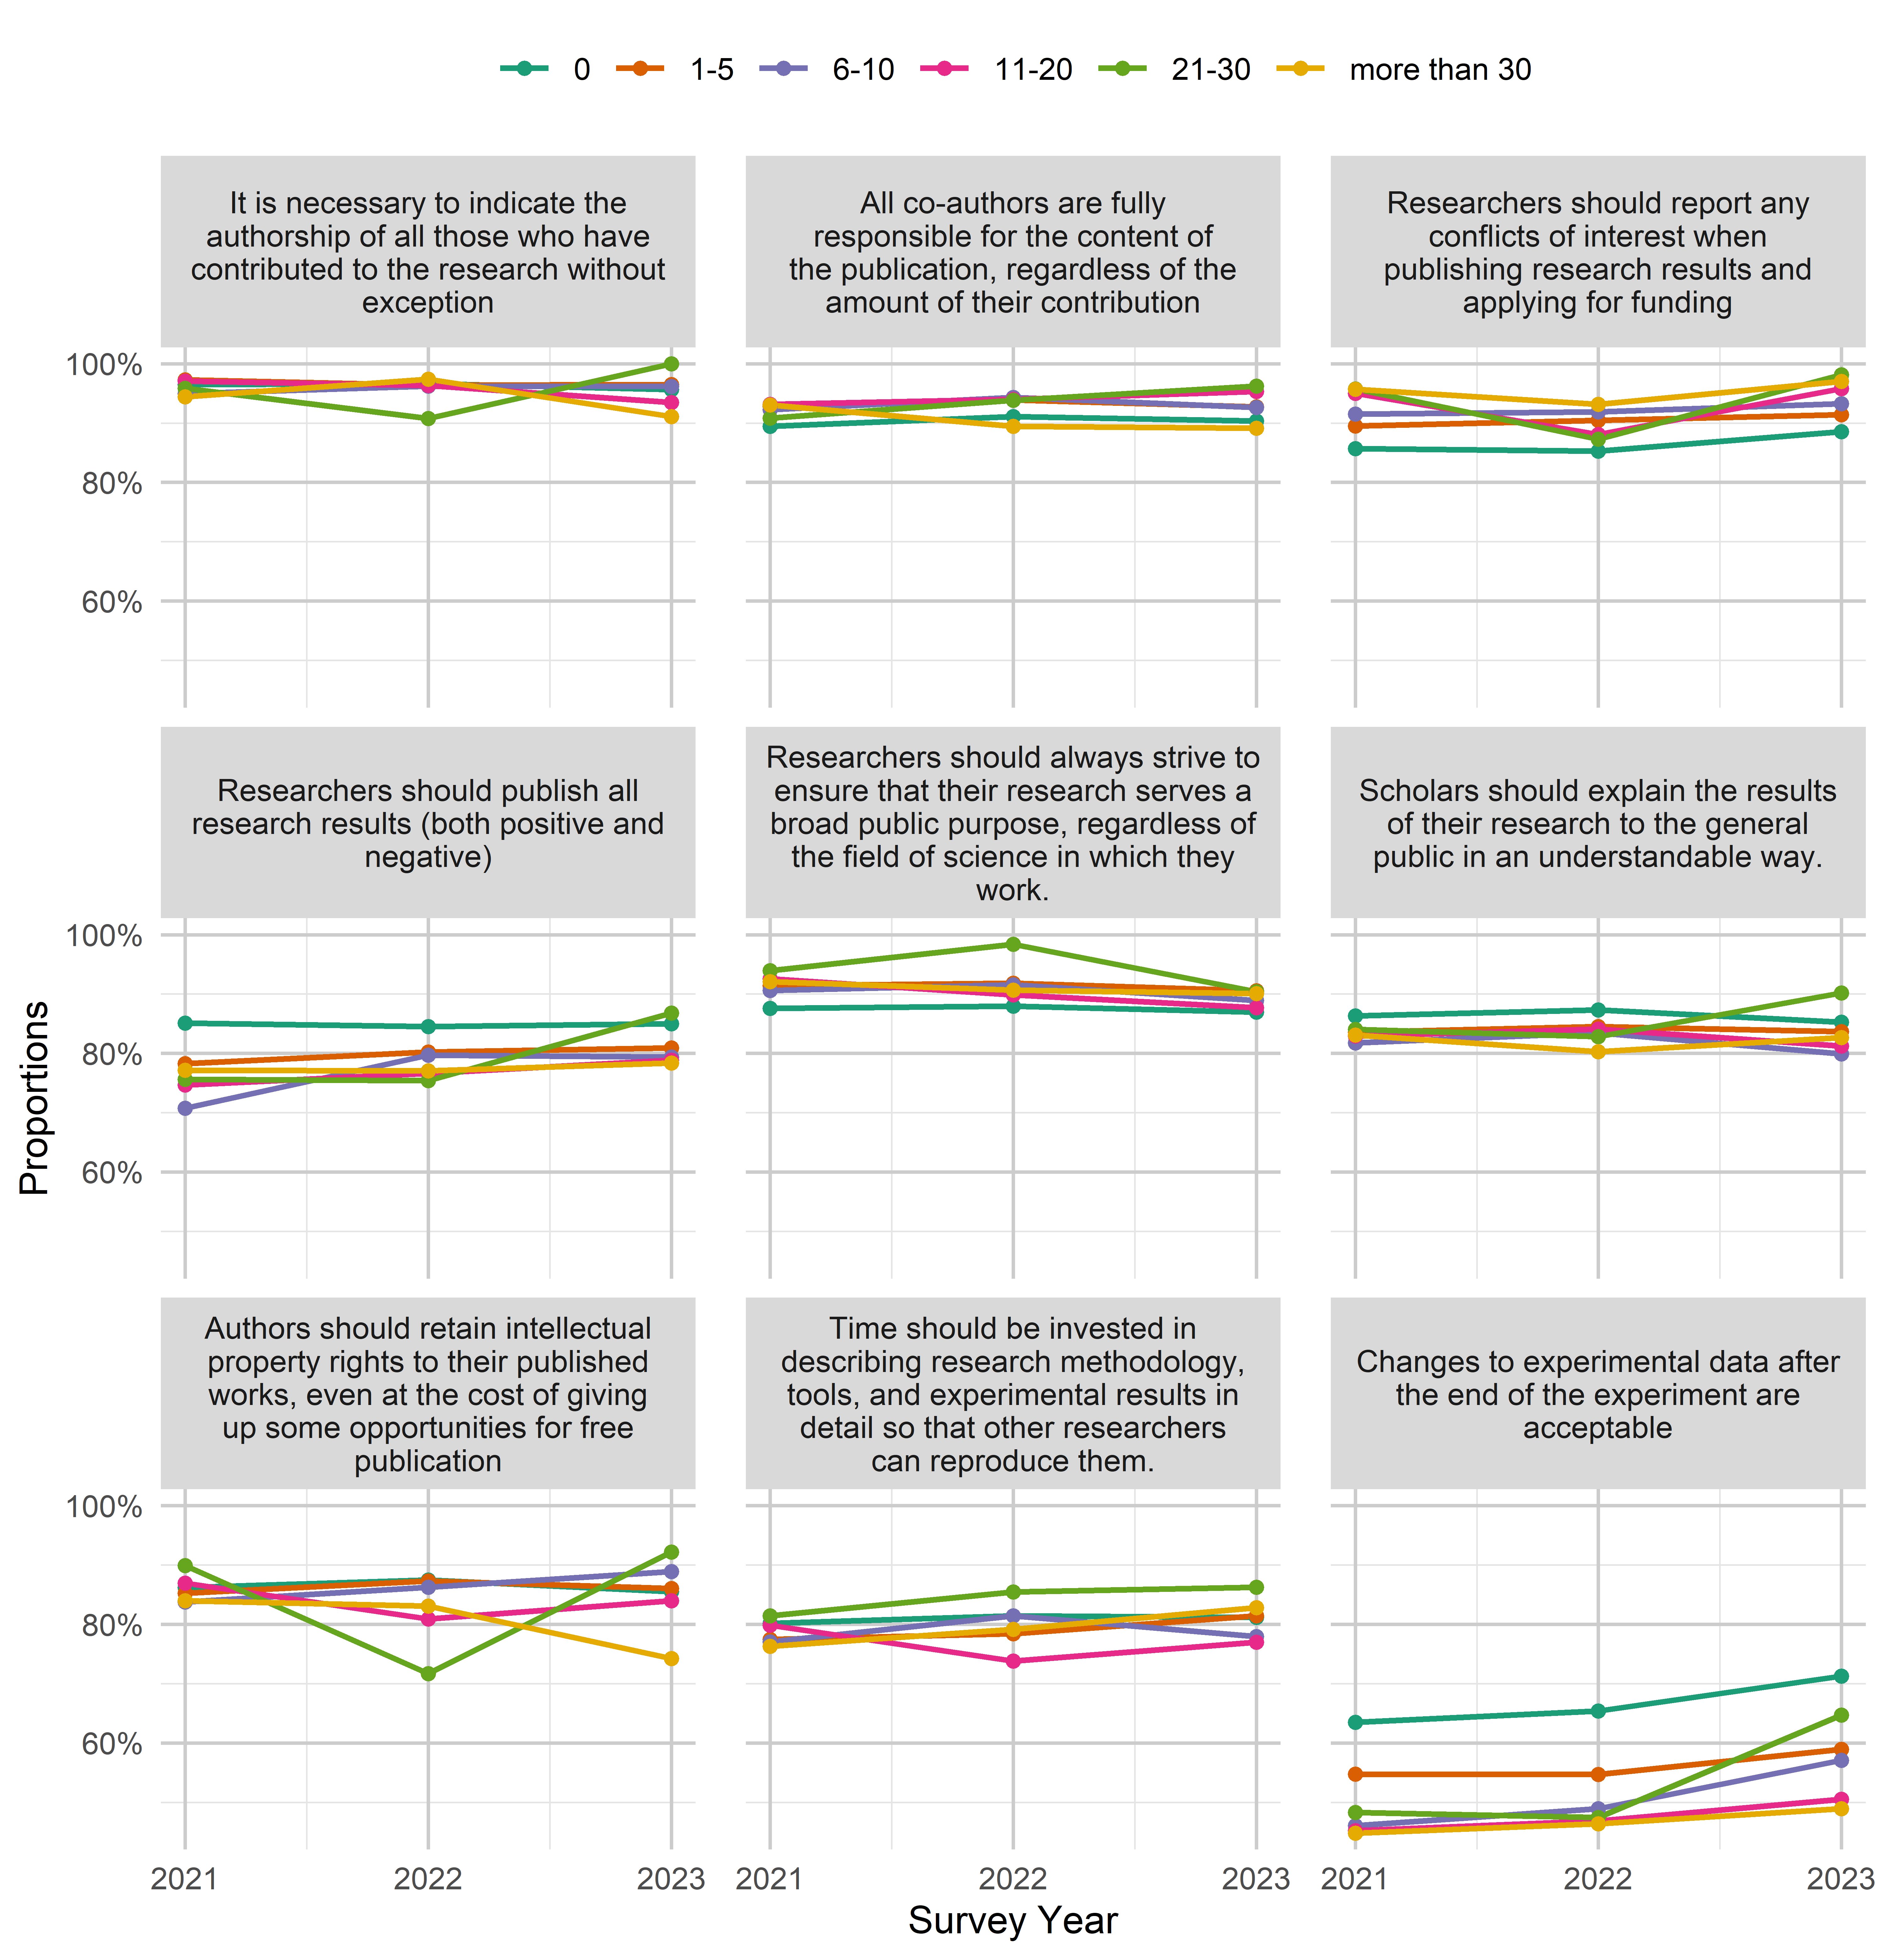 0 1-5 6-10 11-20 21-30 more than 30
It is necessary to indicate the
authorship of all those who have
contributed to the research without
exception
All co-authors are fully
responsible for the content of
the publication, regardless of the
amount of their contribution
Researchers should report any
conflicts of interest when
publishing research results and
applying for funding
100%
80%
60%
Researchers should publish all
research results (both positive and
negative)
Researchers should always strive to
ensure that their research serves a
broad public purpose, regardless of
the field of science in which they
work.
Scholars should explain the results
of their research to the general
public in an understandable way.
100%
80%
60%
Proportions
Authors should retain intellectual
property rights to their published
works, even at the cost of giving
up some opportunities for free
publication
Time should be invested in
describing research methodology,
tools, and experimental results in
detail so that other researchers
can reproduce them.
Changes to experimental data after
the end of the experiment are
acceptable
100%
80%
60%
2021 2022 2023 2021 2022 2023 2021 2022 2023
Survey Year